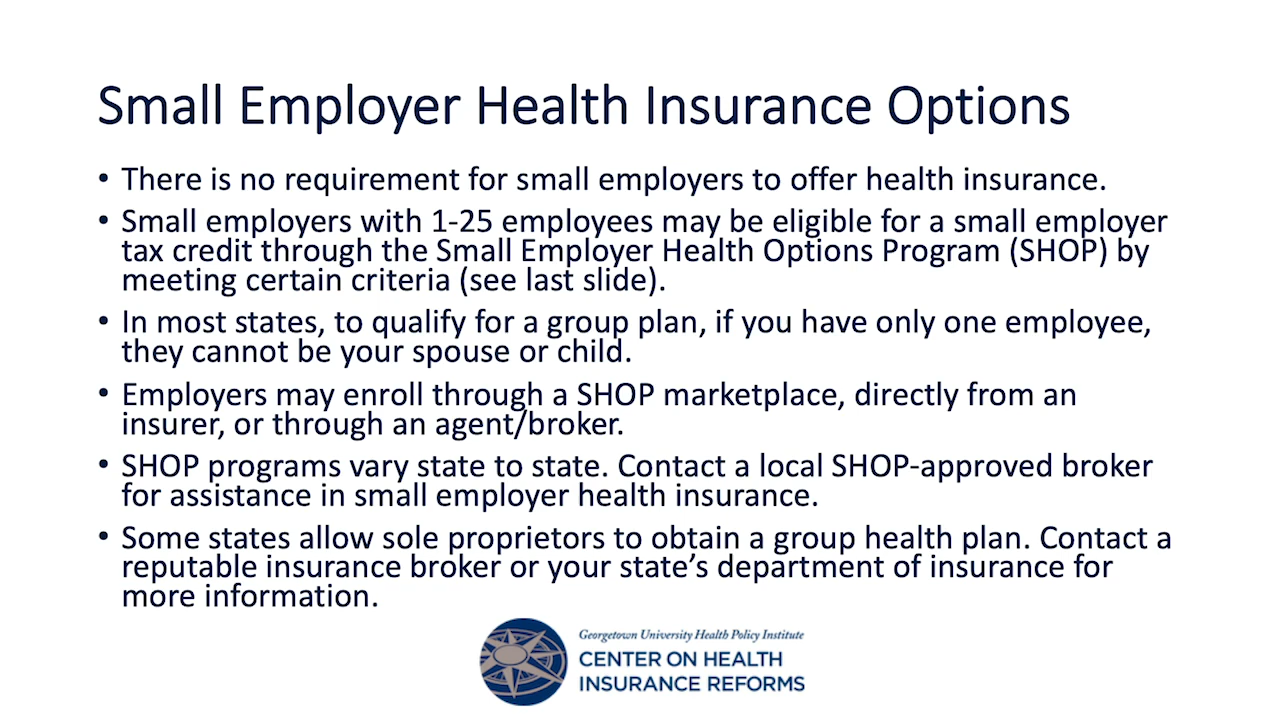 Small Employer Health Insurance Options
• There is no requirement for small employers to offer health insurance.
• Small employers with 1-25 employees may be eligible for a small employer
tax credit through the Small Employer Health Options Program (SHOP) by
meeting certain criteria (see last slide).
• In most states, to qualify for a group plan, if you have only one employee,
they cannot be your spouse or child.
• Employers may enroll through a SHOP marketplace, directly from an
insurer, or through an agent/broker.
• SHOP programs vary state to state. Contact a local SHOP-approved broker
for assistance in small employer health insurance.
• Some states allow sole proprietors to obtain a group health plan. Contact a
reputable insurance broker or your state’s department of insurance for
more information.
Georgetown University Health Policy Institute
CENTER ON HEALTH
INSURANCE REFORMS